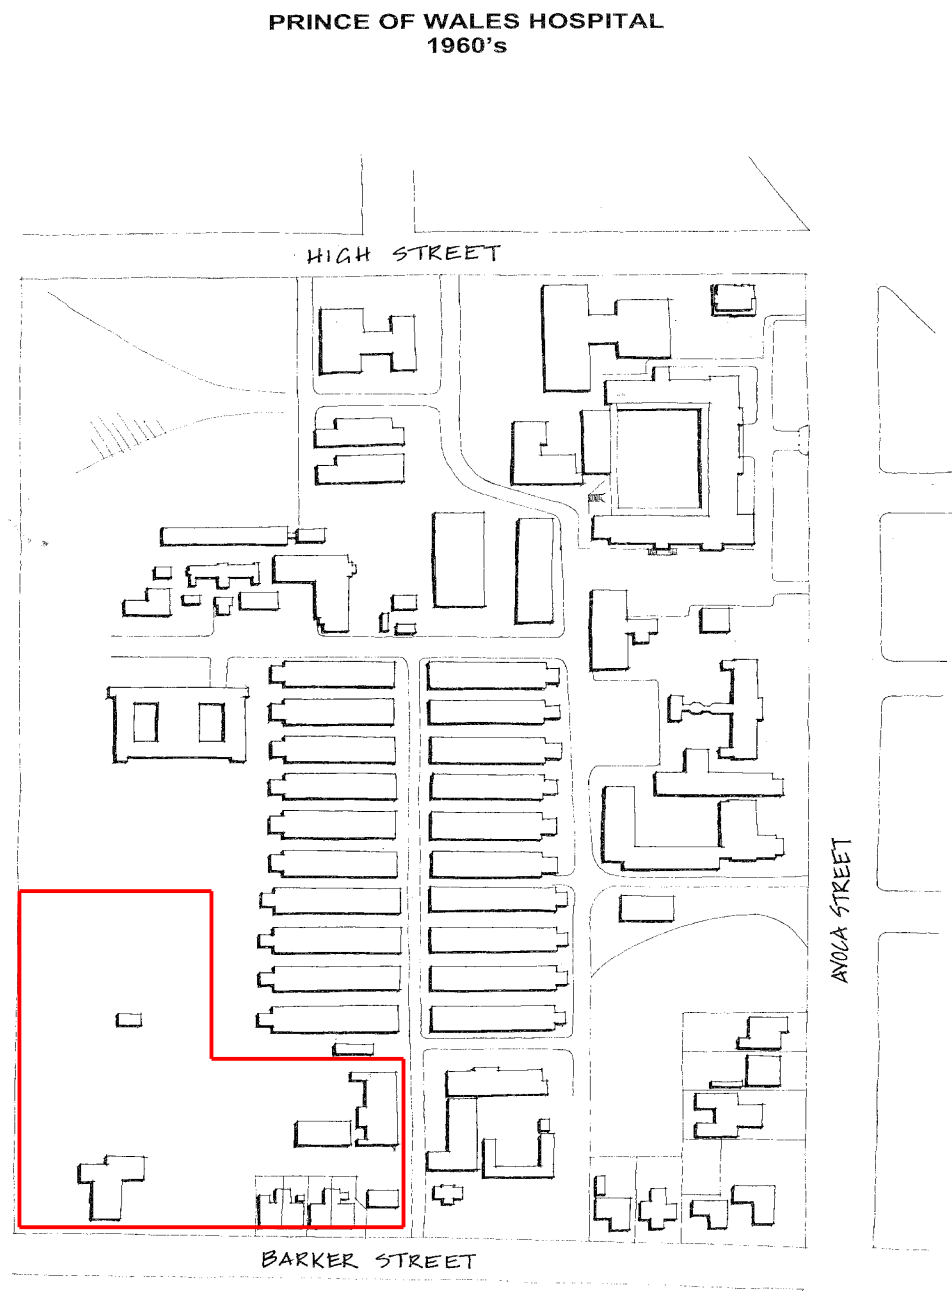 PRINCE OF WALES HOSPITAL
1960's
HIGH STREET
AVOCA STREET
BARKER STREET